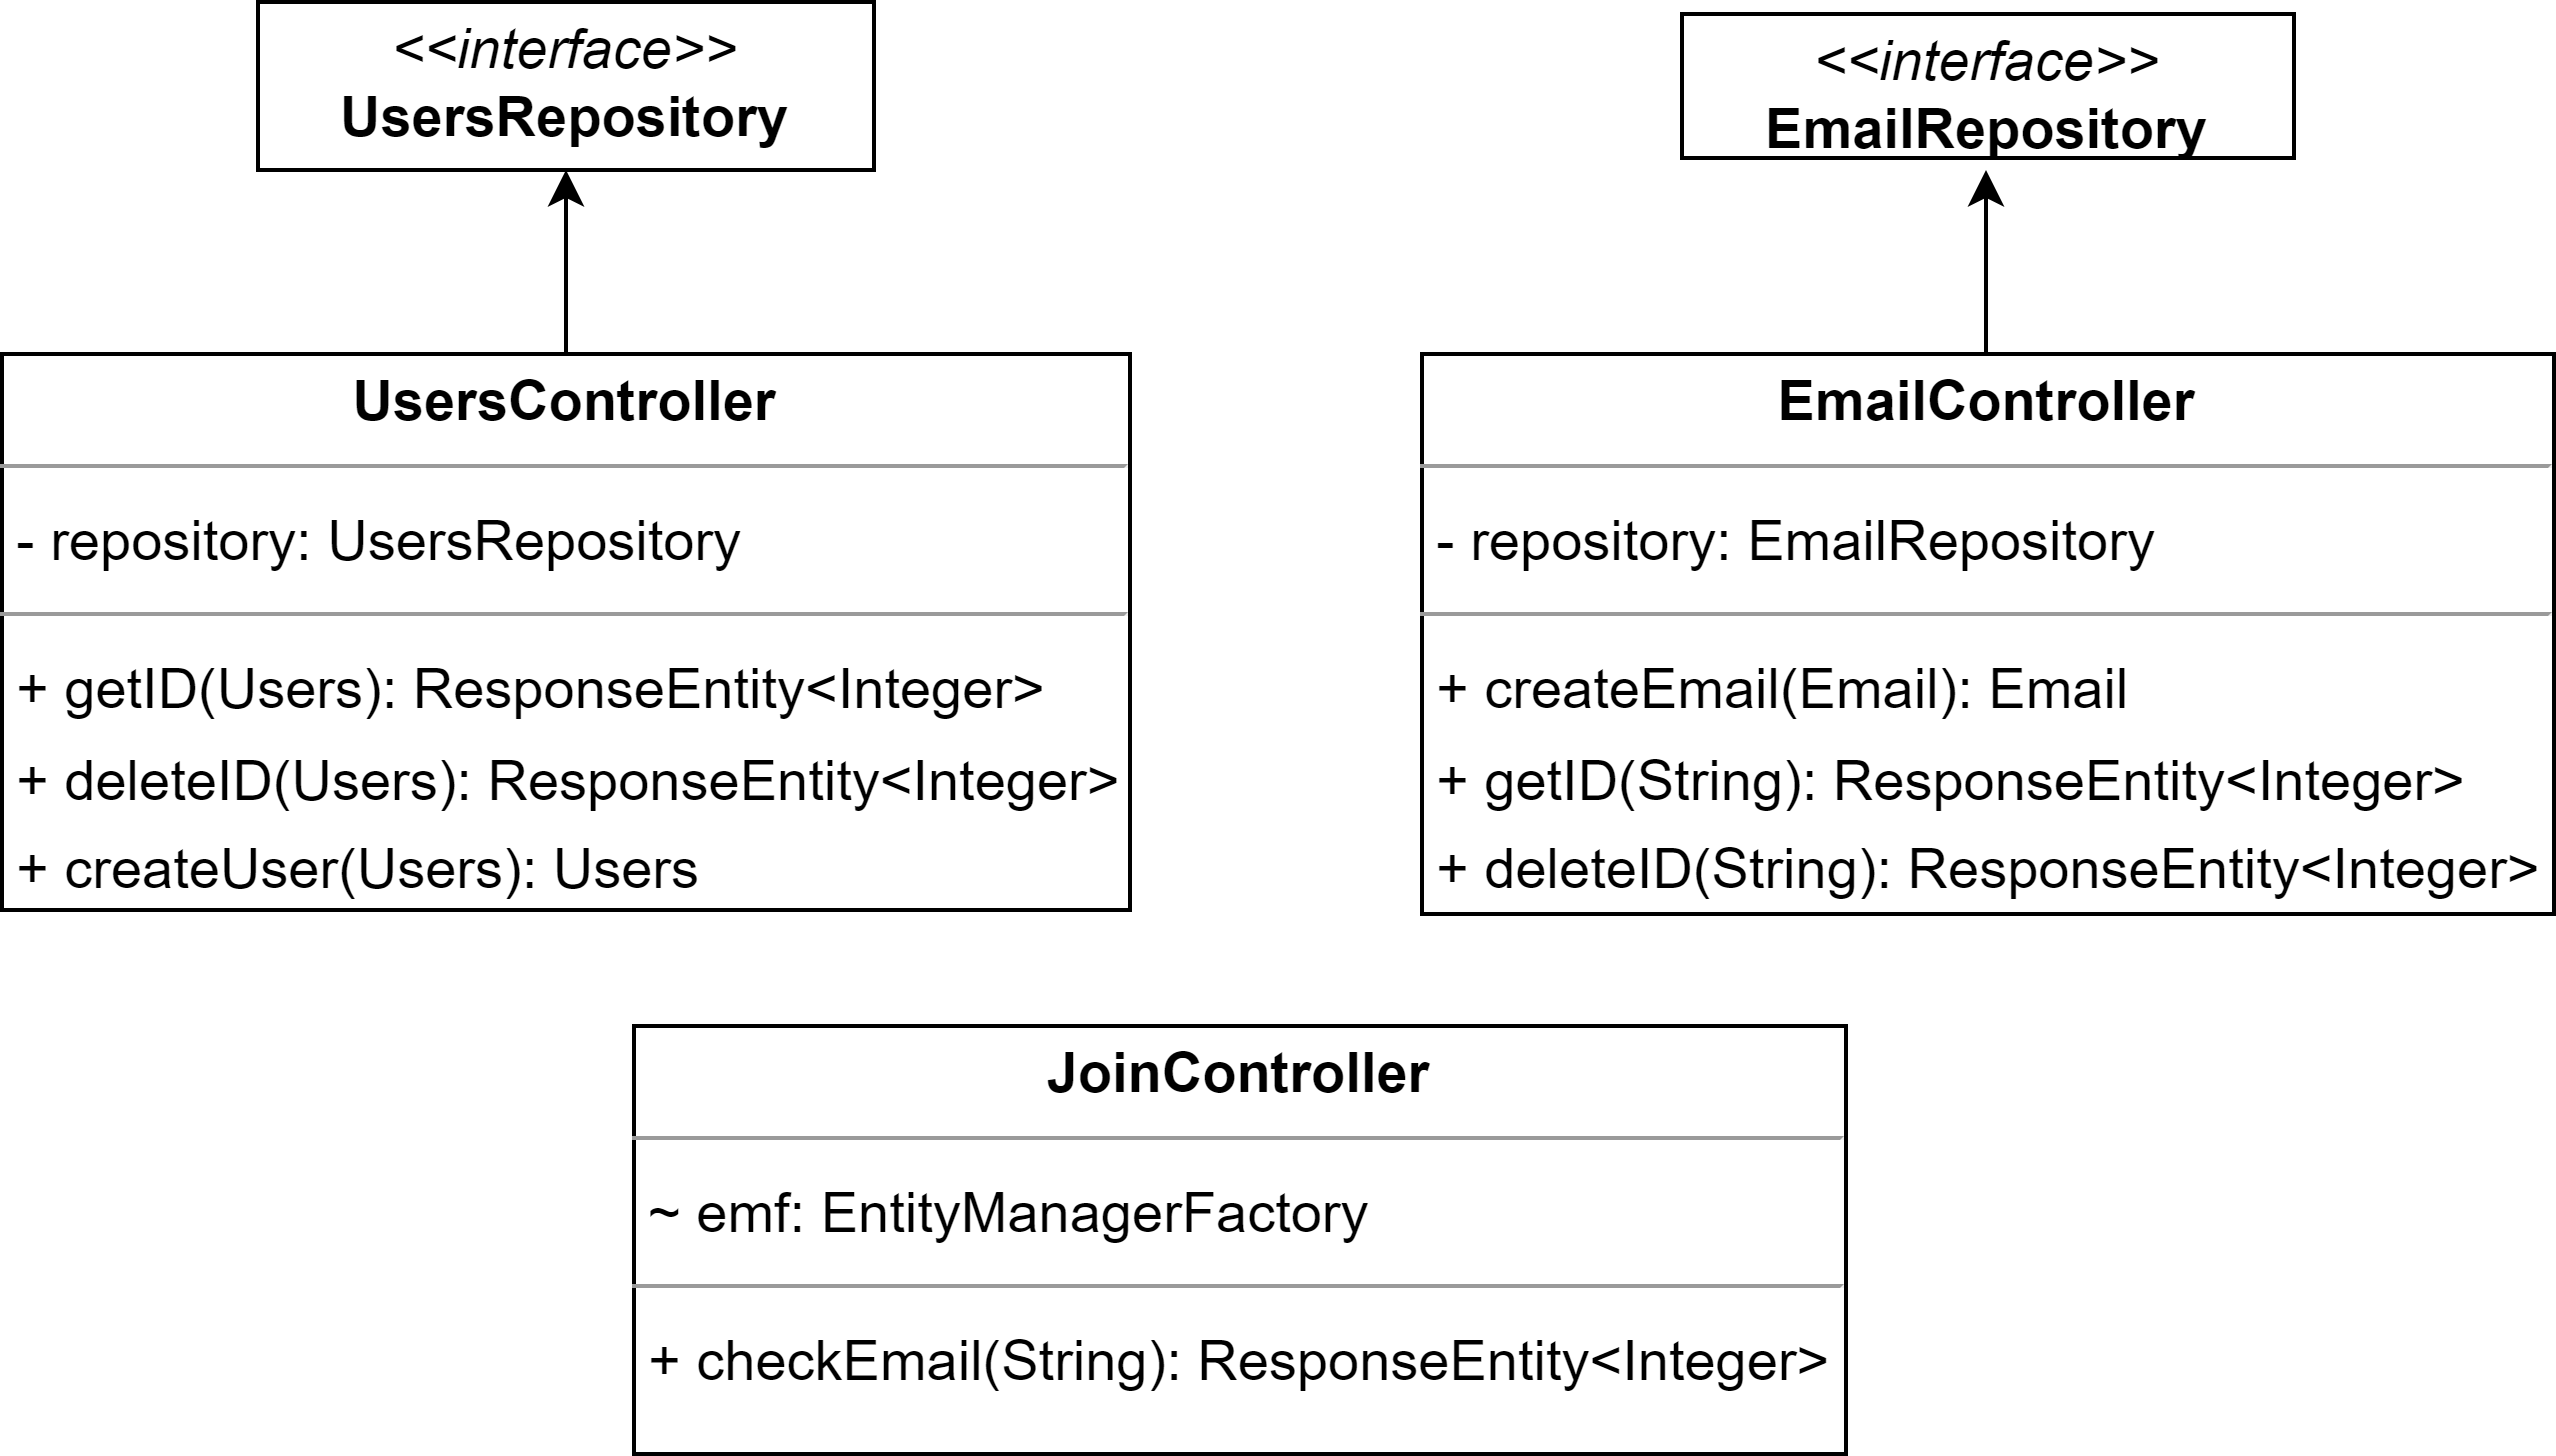 <<interface>>
UsersRepository
<<interface>>
EmailRepository
UsersController
- repository: UsersRepository
+ getID(Users): ResponseEntity<Integer>
+ deleteID(Users): ResponseEntity<Integer>
+ createUser(Users): Users
EmailController
- repository: EmailRepository
+ createEmail(Email): Email
+ getID(String): ResponseEntity<Integer>
+ deleteID(String): ResponseEntity<Integer>
JoinController
~ emf: EntityManagerFactory
+ checkEmail(String): ResponseEntity<Integer>